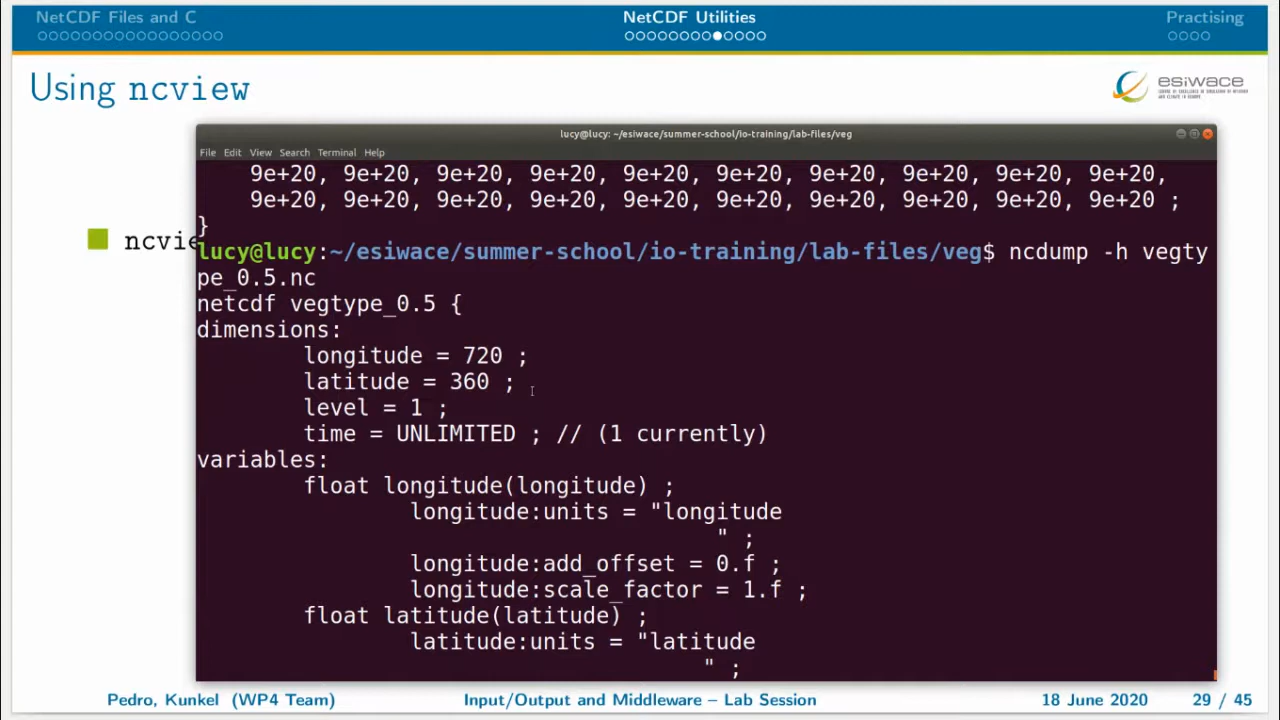 NetCDF Files and C NetCDF Utilities Practising
Using ncview
esiwace
lucy@lucy: ~/esiwace/summer-school/io-training/lab-files/veg
File Edit View Search Terminal Help
9e+20, 9e+20, 9e+20, 9e+20, 9e+20, 9e+20, 9e+20, 9e+20, 9e+20, 9e+20,
9e+20, 9e+20, 9e+20, 9e+20, 9e+20, 9e+20, 9e+20, 9e+20, 9e+20, 9e+20 ;
}
ncvie
lucy@lucy:~/esiwace/summer-school/io-training/lab-files/veg$ ncdump -h vegty
pe_0.5.nc
netcdf vegtype_0.5 {
dimensions:
longitude = 720 ;
latitude = 360 ;
level = 1 ;
time = UNLIMITED ; // (1 currently)
variables:
float longitude(longitude) ;
longitude:units = "longitude
" ;
longitude:add_offset = 0.f ;
longitude:scale_factor = 1.f ;
float latitude(latitude) ;
latitude:units = "latitude
" ;
Pedro, Kunkel (WP4 Team) Input/Output and Middleware – Lab Session 18 June 2020 29 / 45